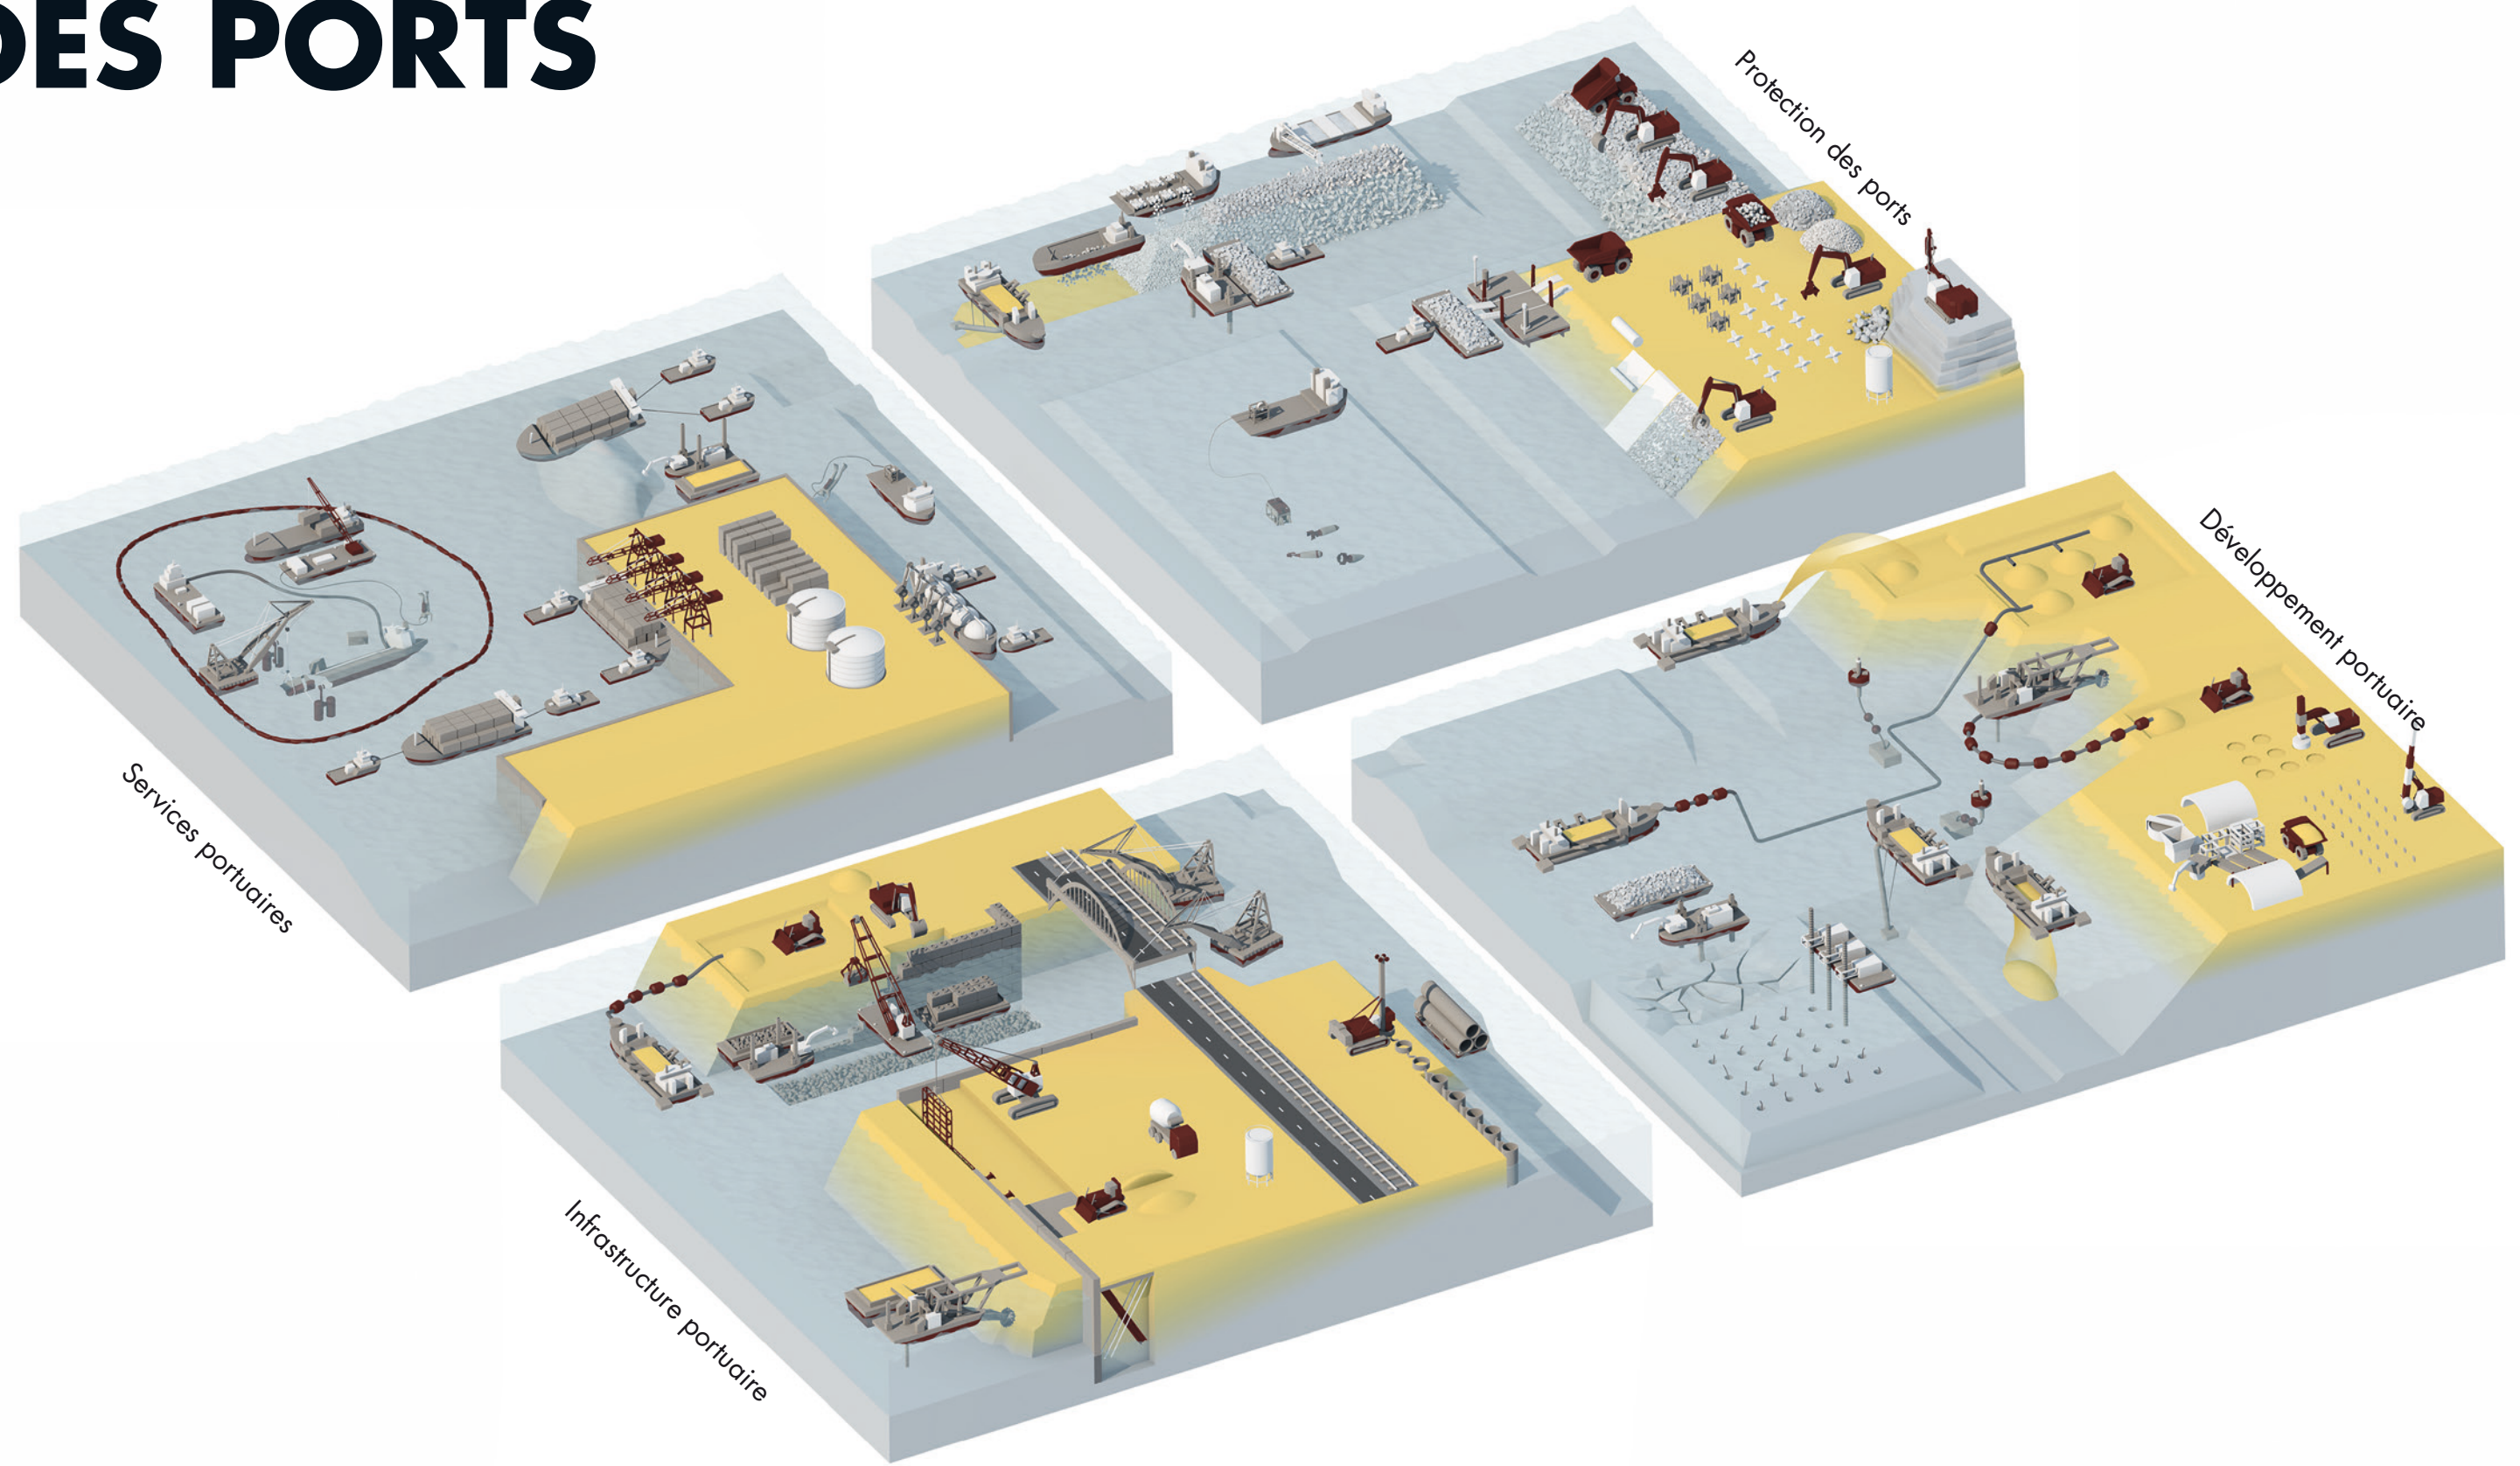 DES PORTS
Protection des ports
Services portuaires
Développement portuaire
Infrastructure portuaire